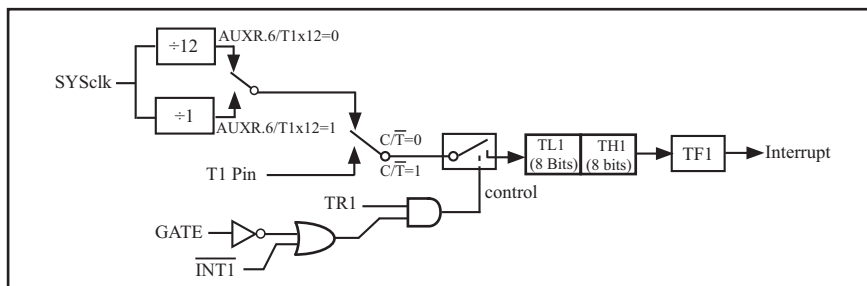 ÷12
AUXR.6/T1x12=0
SYSclk
÷1
AUXR.6/T1x12=1
C/T̅=0
C/T̅=1
T1 Pin
TL1
(8 Bits)
TH1
(8 bits)
TF1
Interrupt
control
TR1
GATE
I̅N̅T̅1̅